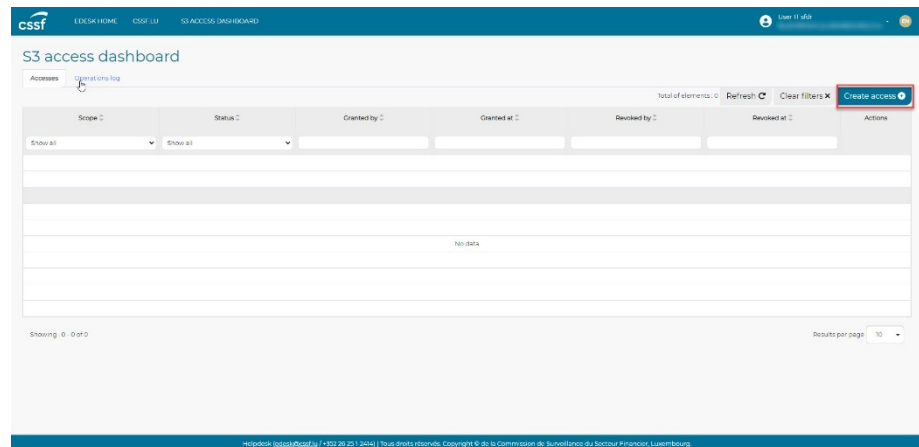 cssf EDESK HOME CSSF.LU S3 ACCESS DASHBOARD User 11 sfdr EN
S3 access dashboard
Accesses Operations log
Total of elements : 0 Refresh Clear filters Create access
Scope Status Granted by Granted at Revoked by Revoked at Actions
Show all Show all
No data
Showing : 0 - 0 of 0 Results per page 10
Helpdesk (edesk@cssf.lu / +352 26 25 1-2414) | Tous droits réservés. Copyright © de la Commission de Surveillance du Secteur Financier, Luxembourg.